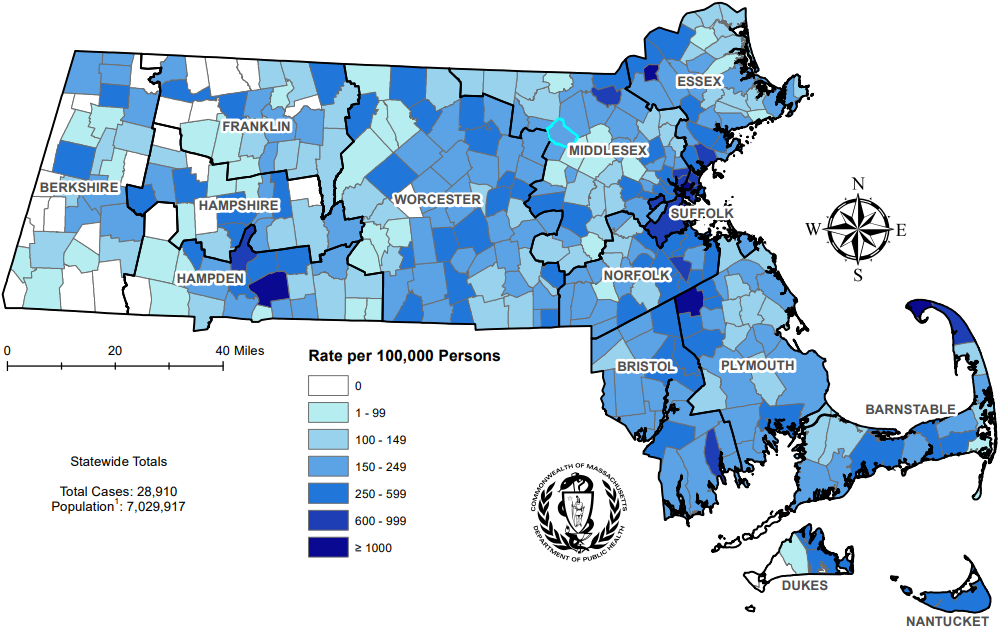 ESSEX
FRANKLIN
MIDDLESEX
BERKSHIRE
HAMPSHIRE
WORCESTER
SUFFOLK
N
W E
S
HAMPDEN
NORFOLK
0 20 40 Miles
Rate per 100,000 Persons
0
1 - 99
100 - 149
150 - 249
250 - 599
600 - 999
≥ 1000
BRISTOL
PLYMOUTH
BARNSTABLE
Statewide Totals
Total Cases: 28,910
Population¹: 7,029,917
COMMONWEALTH OF MASSACHUSETTS
DEPARTMENT OF PUBLIC HEALTH
DUKES
NANTUCKET